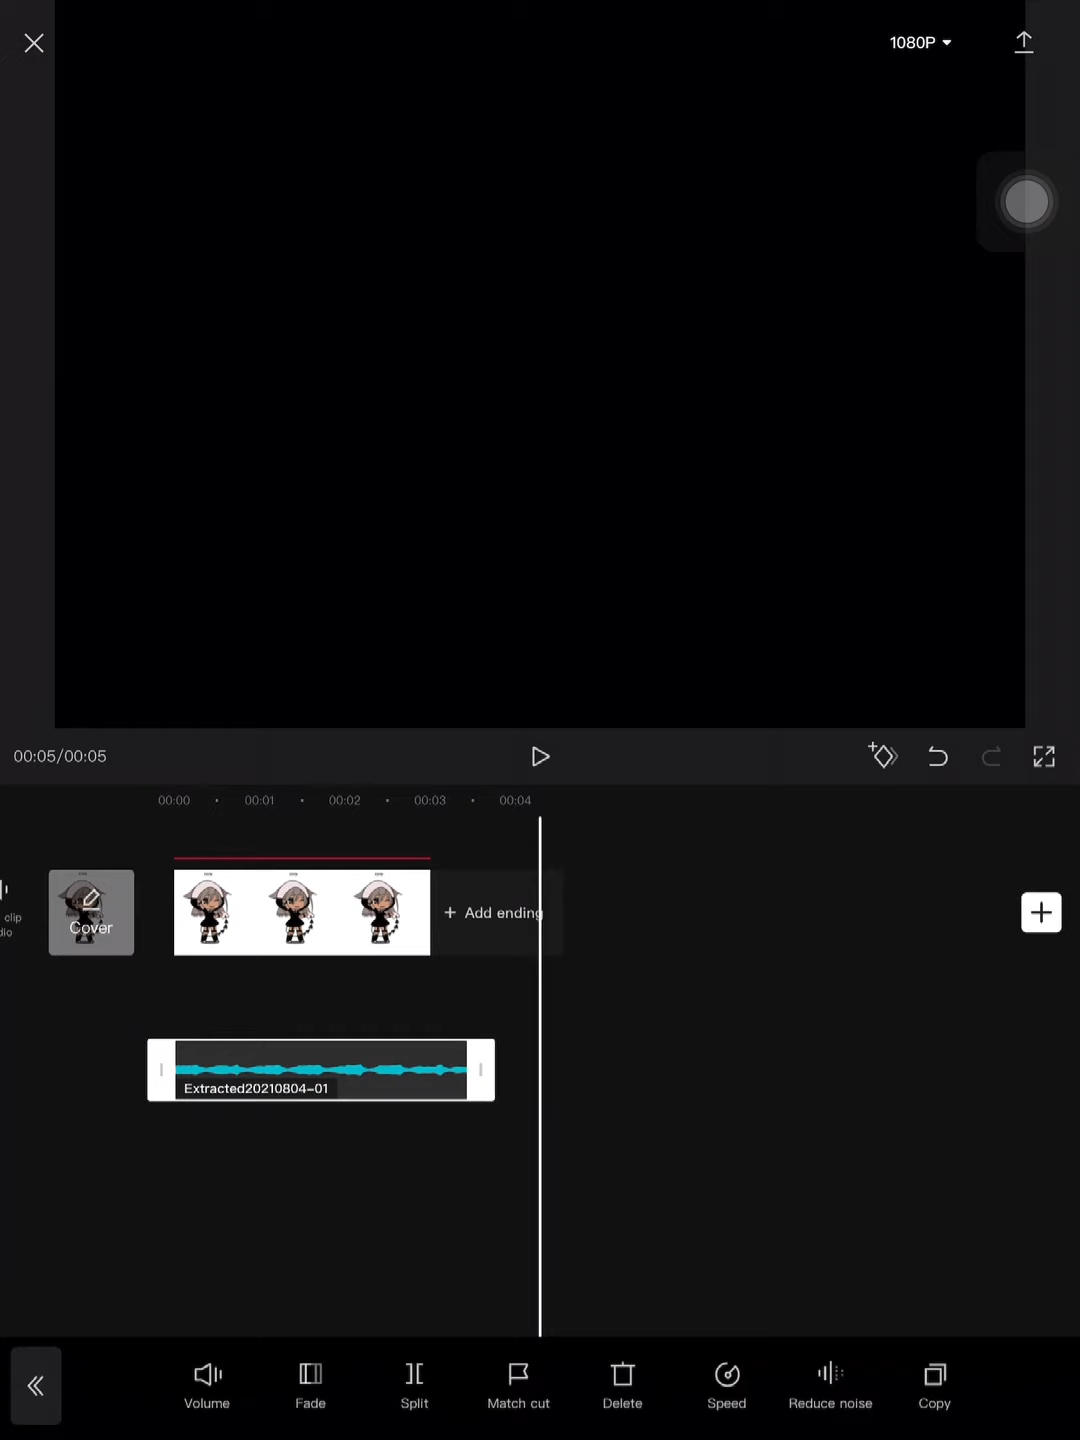 1080P
00:05/00:05
00:00
00:01
00:02
00:03
00:04
clip
dio
Cover
+ Add ending
Extracted20210804-01
Volume
Fade
Split
Match cut
Delete
Speed
Reduce noise
Copy